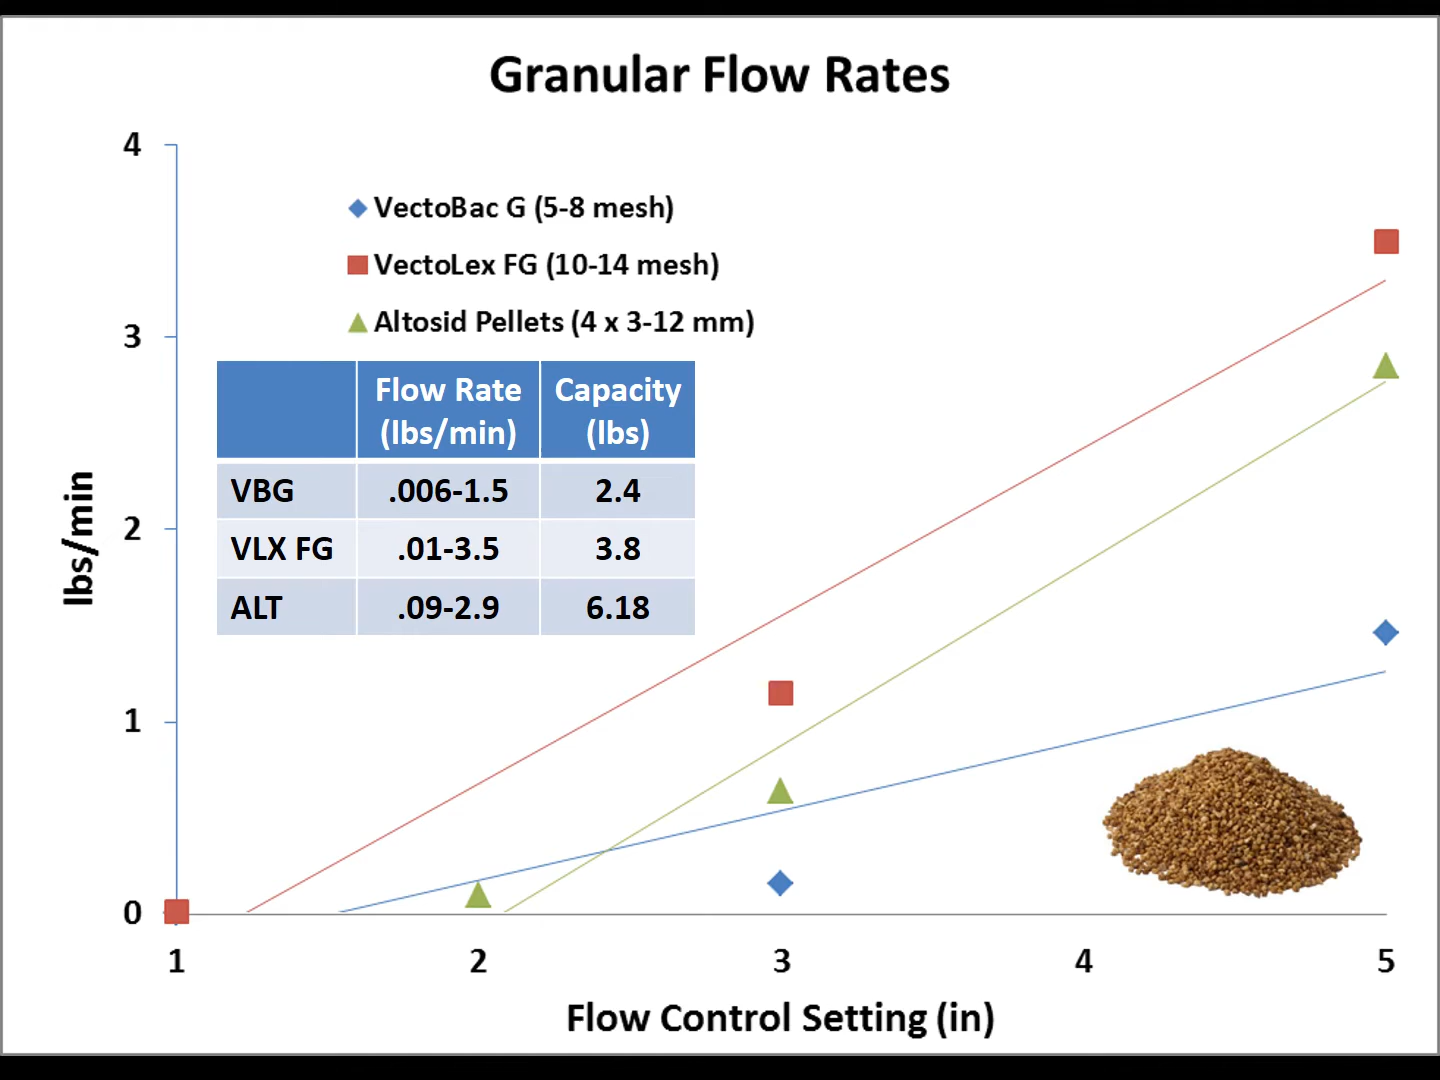 Granular Flow Rates
4
VectoBac G (5-8 mesh)
VectoLex FG (10-14 mesh)
Altosid Pellets (4 x 3-12 mm)
3
Flow Rate (lbs/min) Capacity (lbs)
VBG .006-1.5 2.4
VLX FG .01-3.5 3.8
ALT .09-2.9 6.18
lbs/min
2
1
0
1 2 3 4 5
Flow Control Setting (in)